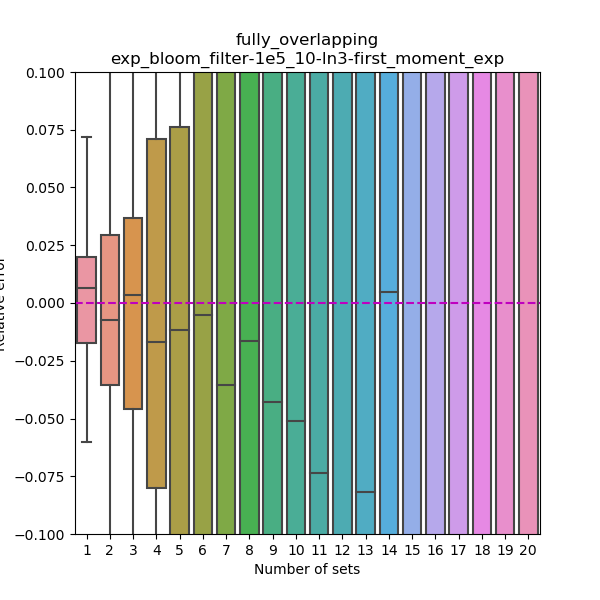 fully_overlapping
exp_bloom_filter-1e5_10-ln3-first_moment_exp
0.100
0.075
0.050
0.025
0.000
−0.025
−0.050
−0.075
−0.100
Relative error
1 2 3 4 5 6 7 8 9 10 11 12 13 14 15 16 17 18 19 20
Number of sets